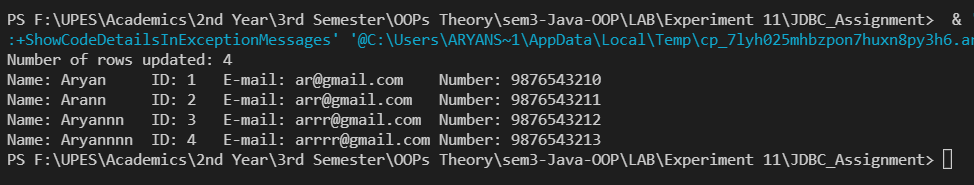 PS F:\UPES\Academics\2nd Year\3rd Semester\OOPs Theory\sem3-Java-OOP\LAB\Experiment 11\JDBC_Assignment>  &
:+ShowCodeDetailsInExceptionMessages' '@C:\Users\ARYANS~1\AppData\Local\Temp\cp_7lyh025mhbzpon7huxn8py3h6.ar
Number of rows updated: 4
Name: Aryan     ID: 1   E-mail: ar@gmail.com    Number: 9876543210
Name: Arann     ID: 2   E-mail: arr@gmail.com   Number: 9876543211
Name: Aryannn   ID: 3   E-mail: arrr@gmail.com  Number: 9876543212
Name: Aryannnn  ID: 4   E-mail: arrrr@gmail.com Number: 9876543213
PS F:\UPES\Academics\2nd Year\3rd Semester\OOPs Theory\sem3-Java-OOP\LAB\Experiment 11\JDBC_Assignment>